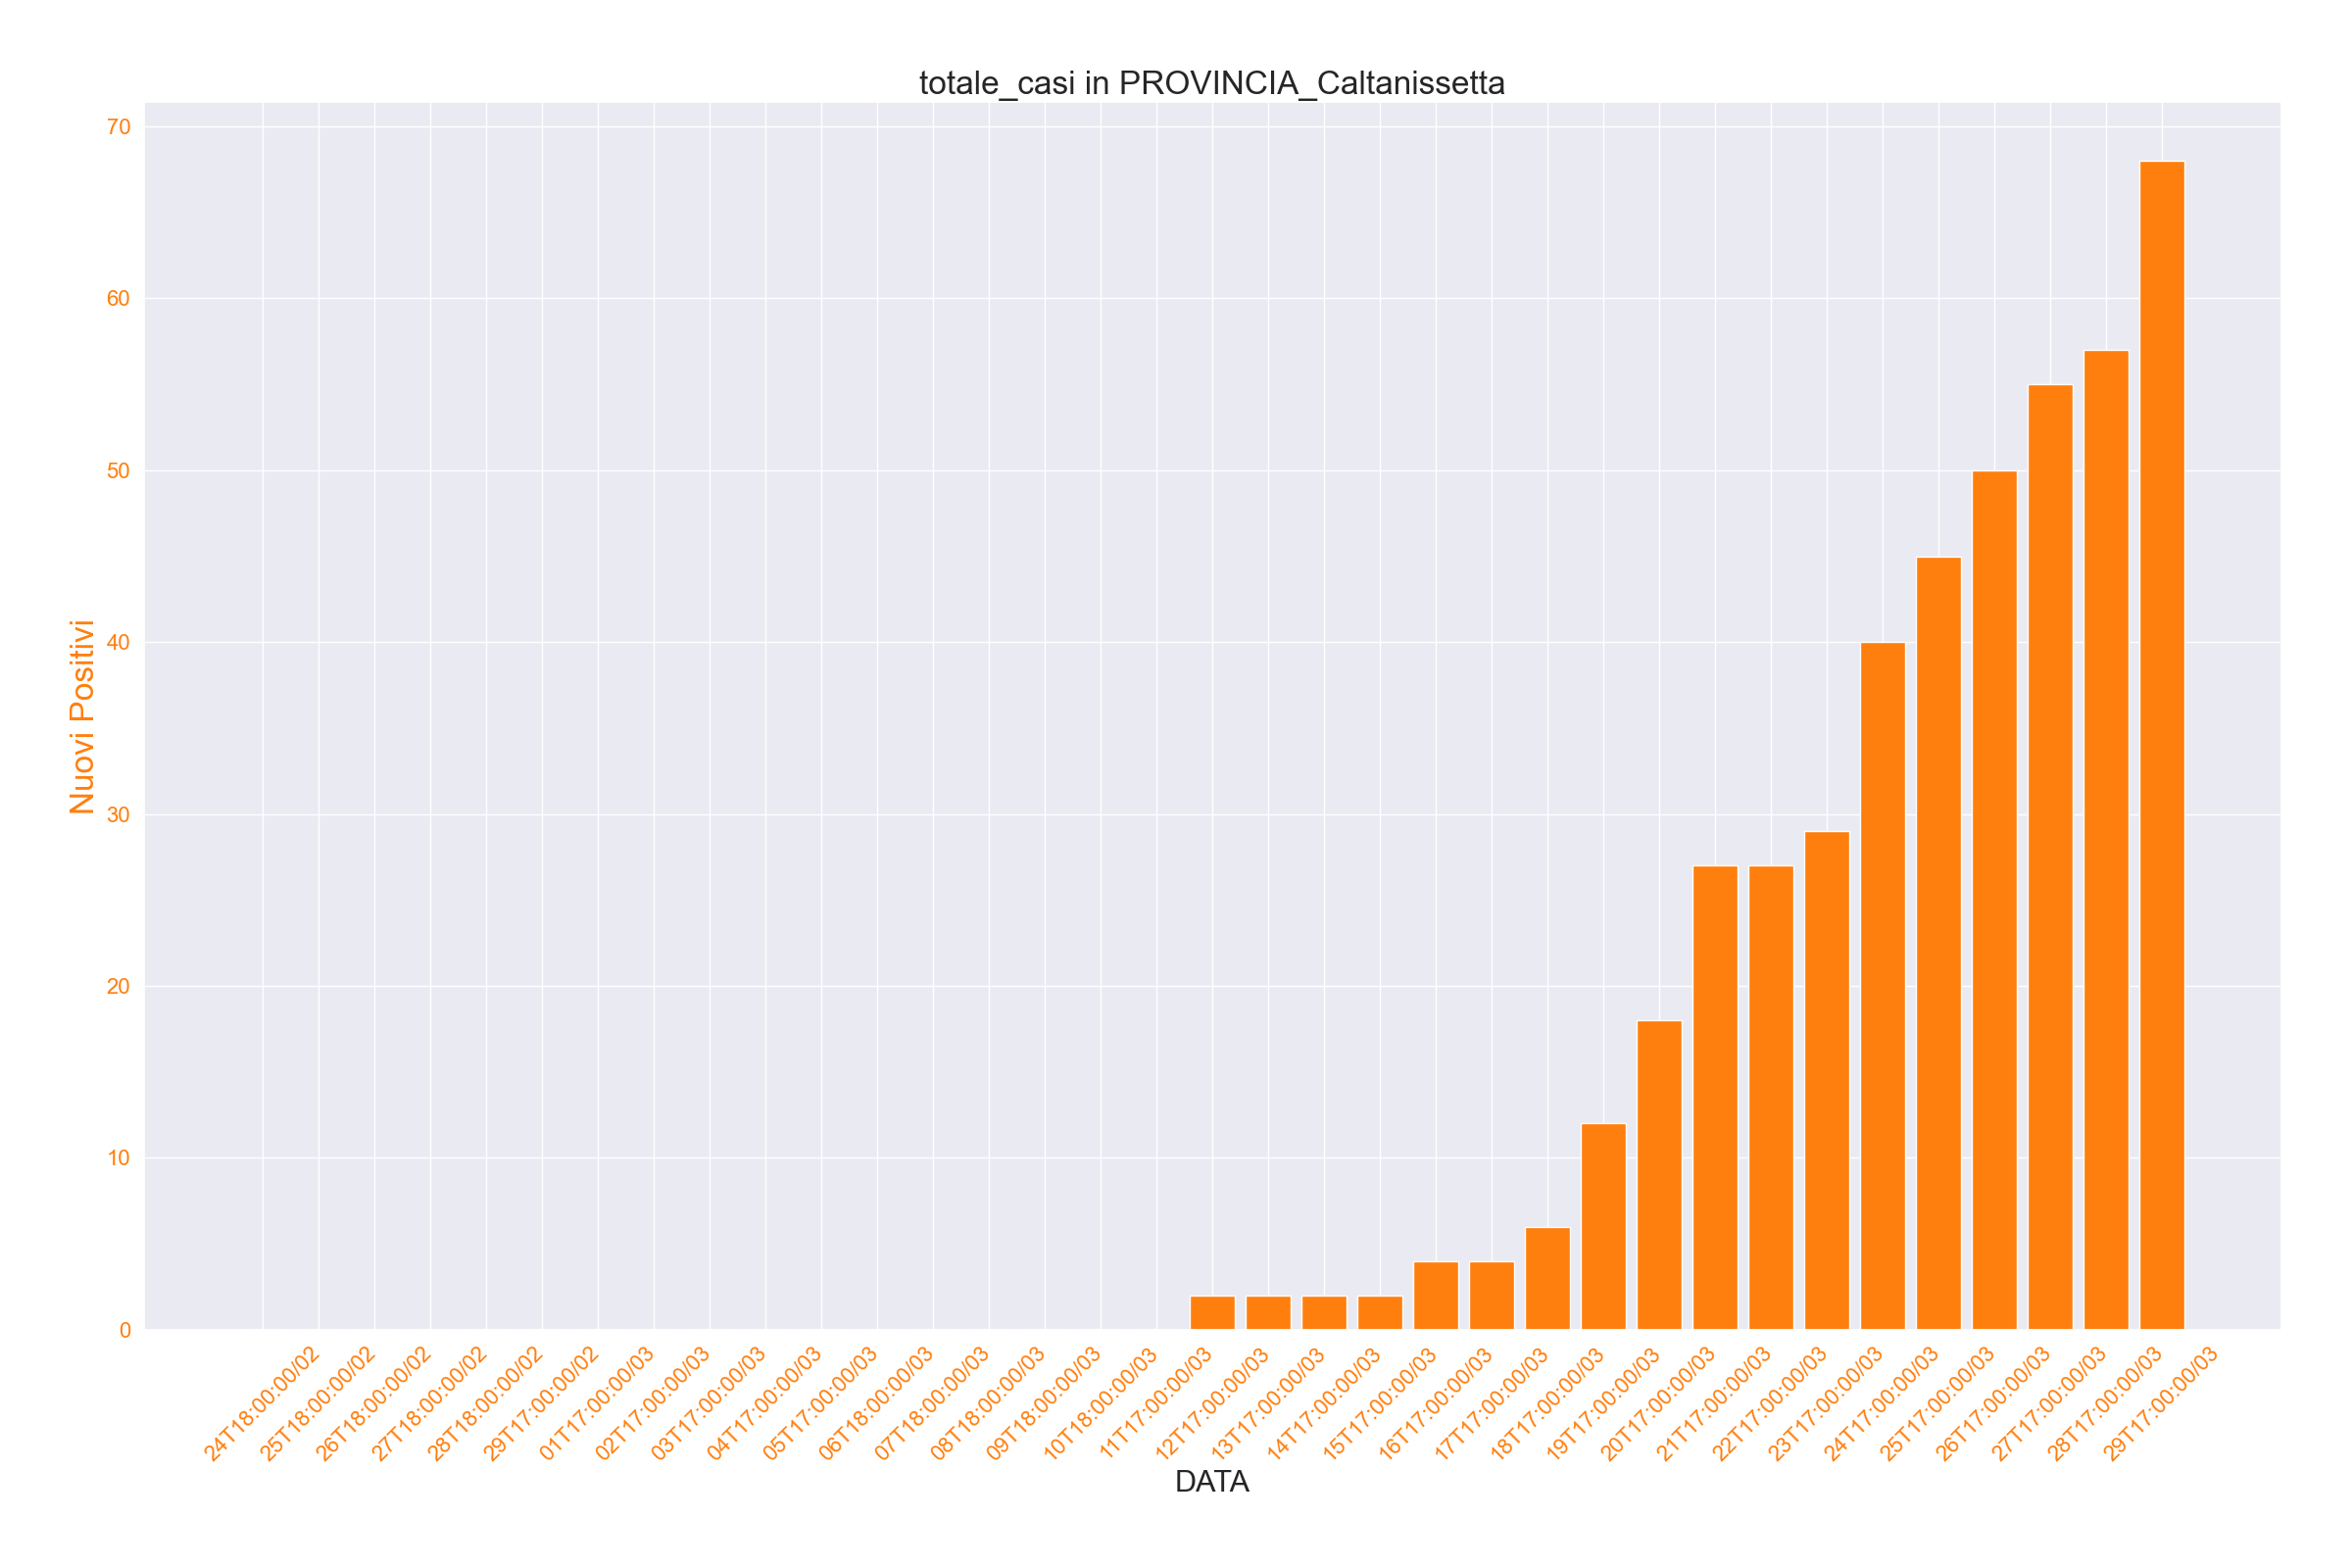 totale_casi in PROVINCIA_Caltanissetta
70
60
50
40
30
20
10
0
Nuovi Positivi
24T18:00:00/02
25T18:00:00/02
26T18:00:00/02
27T18:00:00/02
28T18:00:00/02
29T17:00:00/02
01T17:00:00/03
02T17:00:00/03
03T17:00:00/03
04T17:00:00/03
05T17:00:00/03
06T18:00:00/03
07T18:00:00/03
08T18:00:00/03
09T18:00:00/03
10T18:00:00/03
11T17:00:00/03
12T17:00:00/03
13T17:00:00/03
14T17:00:00/03
15T17:00:00/03
16T17:00:00/03
17T17:00:00/03
18T17:00:00/03
19T17:00:00/03
20T17:00:00/03
21T17:00:00/03
22T17:00:00/03
23T17:00:00/03
24T17:00:00/03
25T17:00:00/03
26T17:00:00/03
27T17:00:00/03
28T17:00:00/03
29T17:00:00/03
DATA